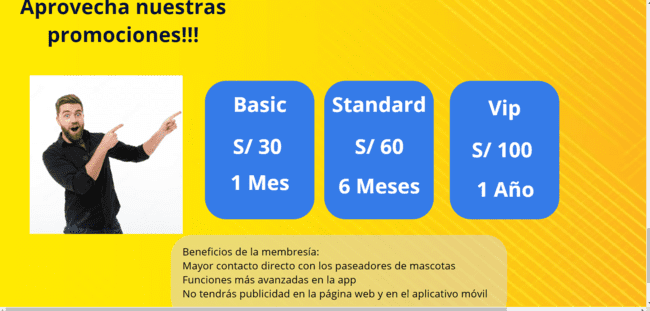 Aprovecha nuestras
promociones!!!
Basic
S/ 30
1 Mes
Standard
S/ 60
6 Meses
Vip
S/ 100
1 Año
Beneficios de la membresía:
Mayor contacto directo con los paseadores de mascotas
Funciones más avanzadas en la app
No tendrás publicidad en la página web y en el aplicativo móvil